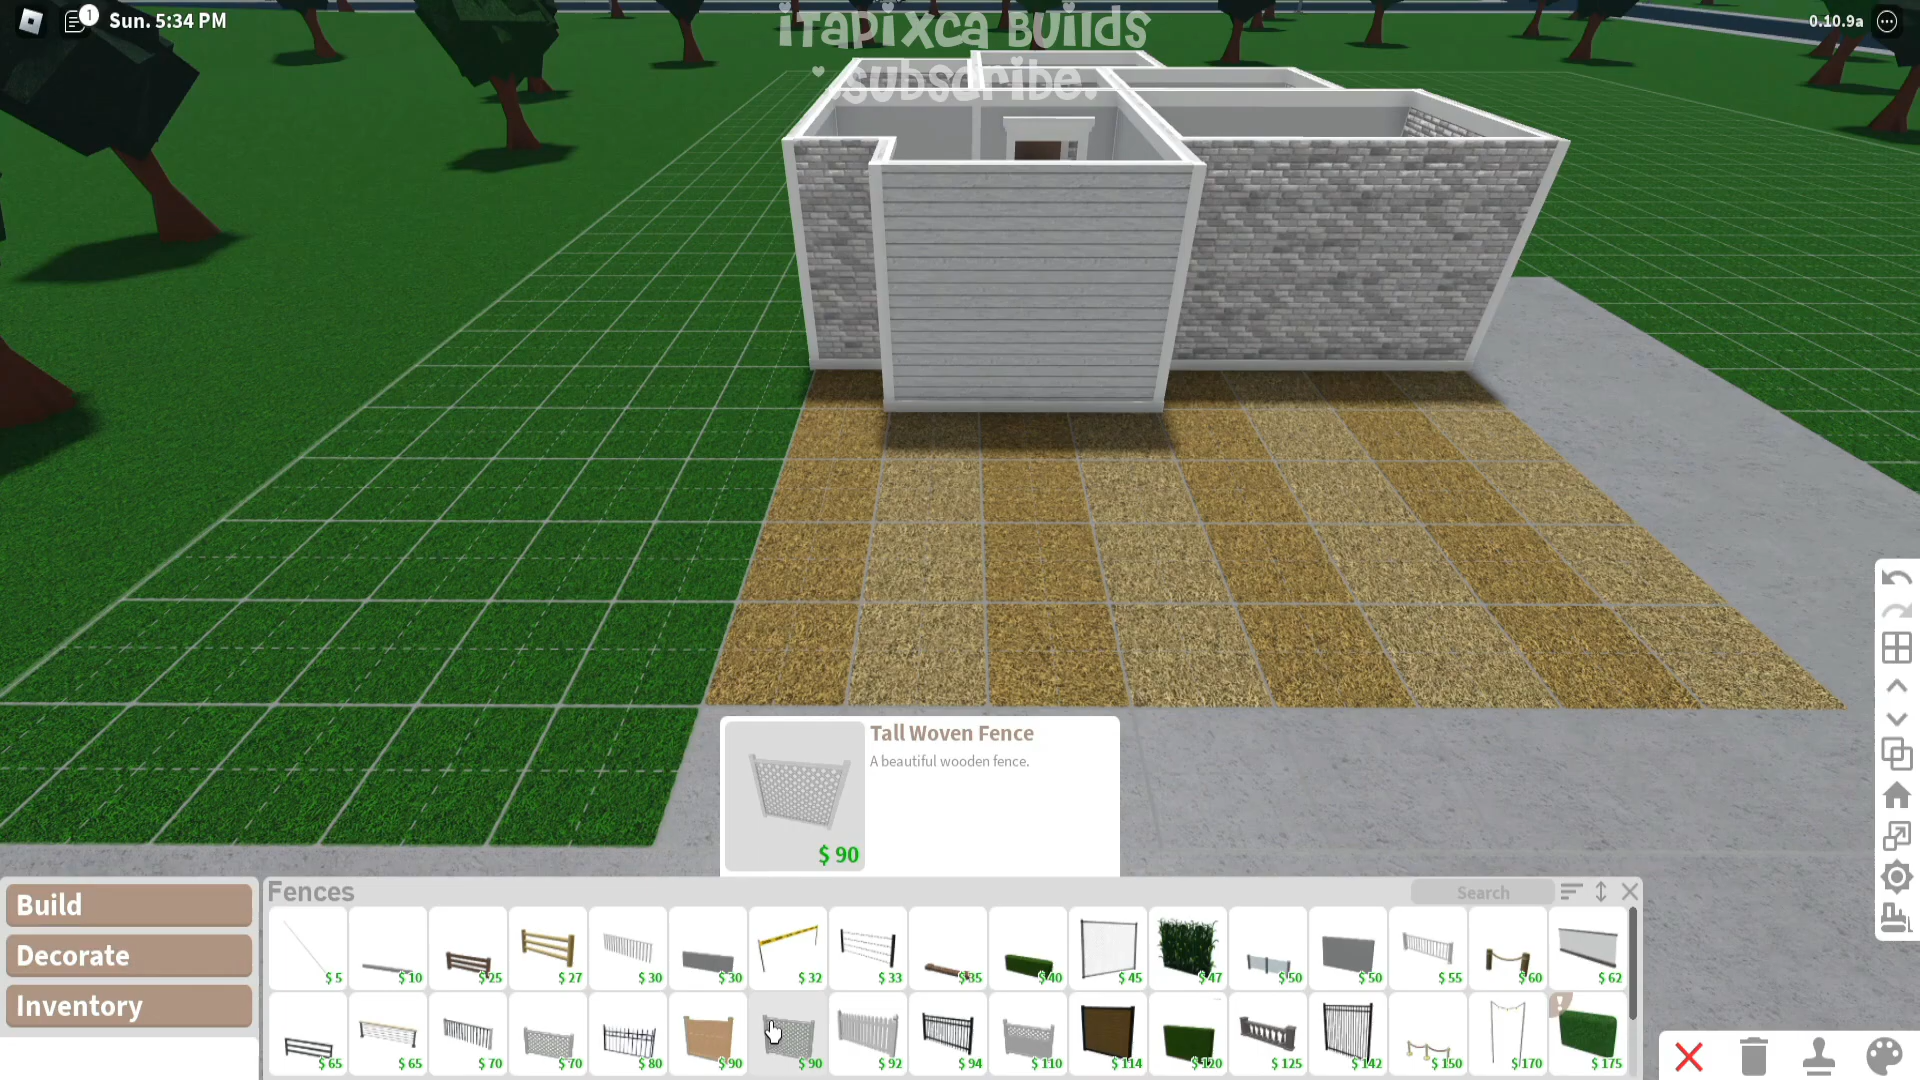 1 Sun. 5:34 PM
iTapixca Builds
subscribe.
0.10.9a
Tall Woven Fence
A beautiful wooden fence.
$ 90
Build
Decorate
Inventory
Fences
Search
$ 5 $ 10 $ 25 $ 27 $ 30 $ 30 $ 32 $ 33 $ 35 $ 40 $ 45 $ 47 $ 50 $ 50 $ 55 $ 60 $ 62
$ 65 $ 65 $ 70 $ 70 $ 80 $ 90 $ 90 $ 92 $ 94 $ 110 $ 114 $ 120 $ 125 $ 142 $ 150 $ 170 $ 175